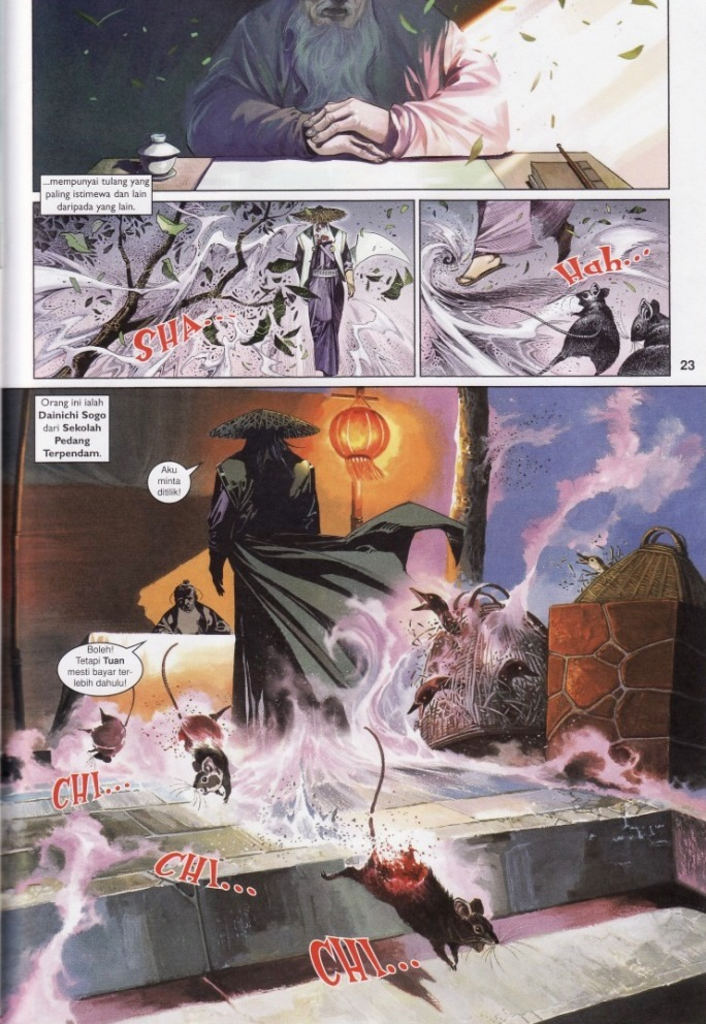 ...mempunyai tulang yang
paling istimewa dan lain
daripada yang lain.
SHA...
Hah...
23
Orang ini ialah
Dainichi Sogo
dari Sekolah
Pedang
Terpendam.
Aku
minta
ditilik!
Boleh!
Tetapi Tuan
mesti bayar ter-
lebih dahulu!
CHI...
CHI...
CHI...